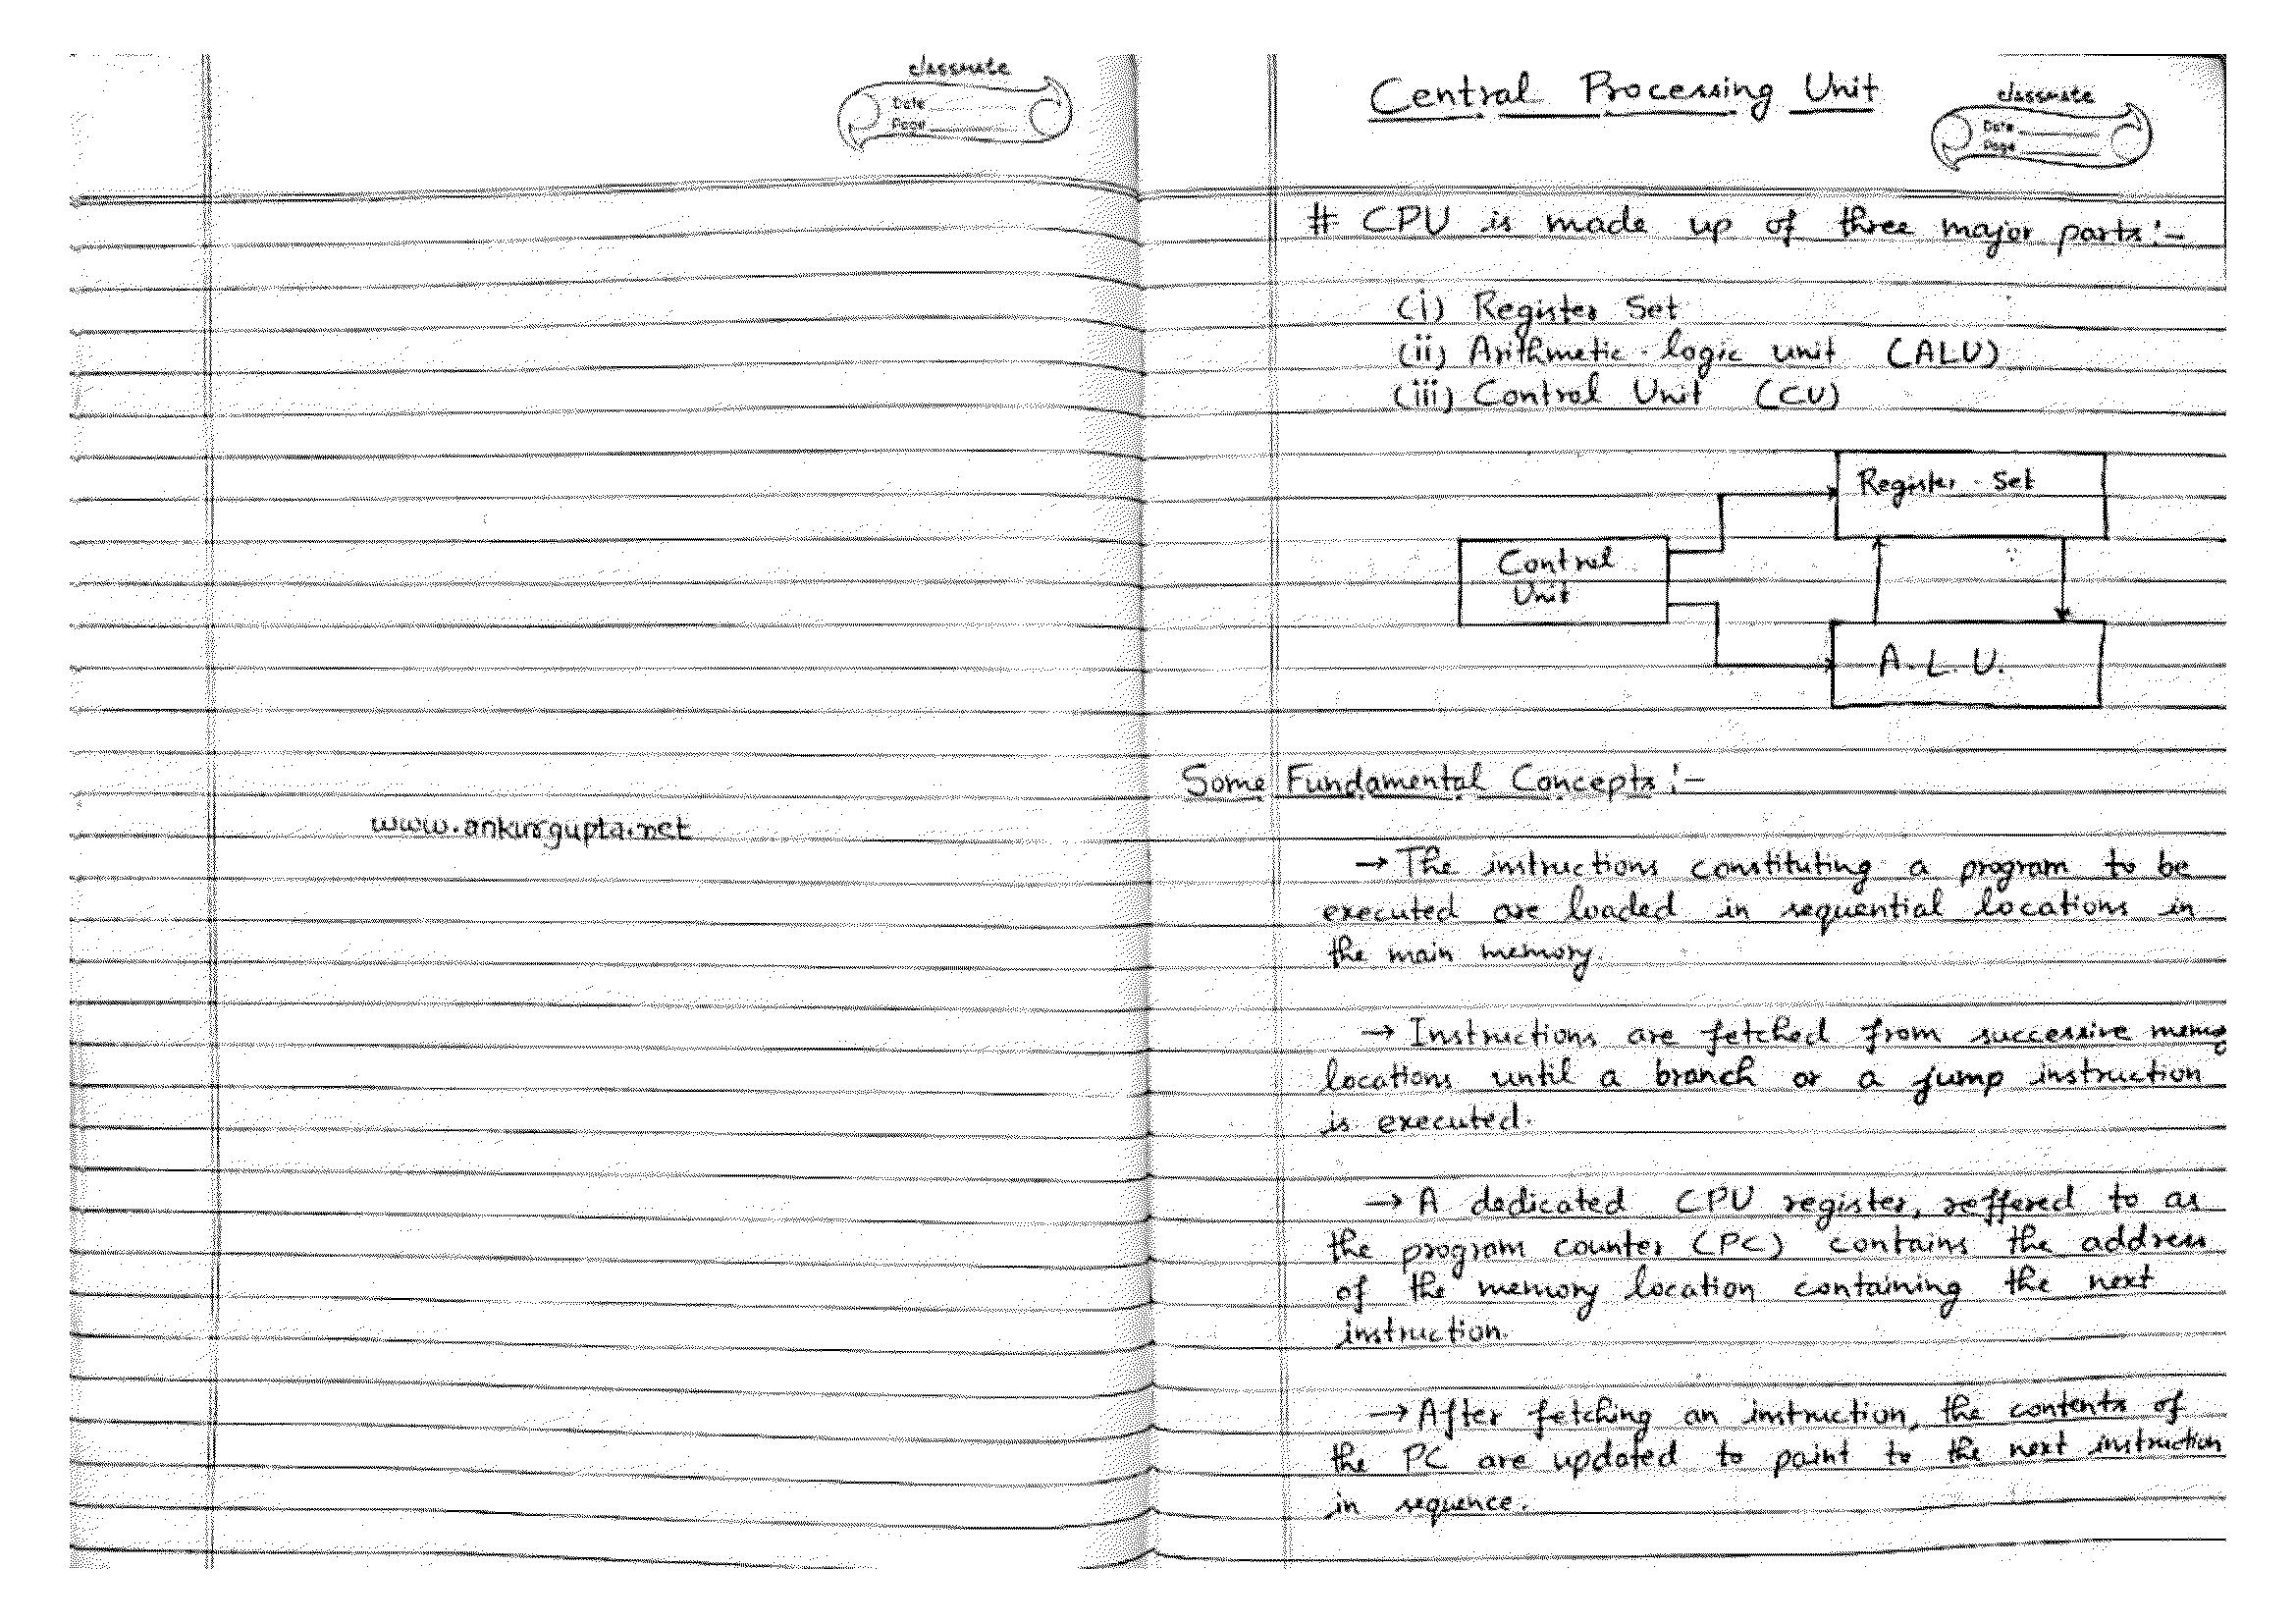 classmate
Date
Page
www.ankurgupta.net
Central Processing Unit
classmate
Date
Page
# CPU is made up of three major parts:-
(i) Register Set
(ii) Arithmetic logic unit (ALU)
(iii) Control Unit (CU)
Register Set
Control
Unit
A.L.U.
Some Fundamental Concepts:-
→ The instructions constituting a program to be
executed are loaded in sequential locations in
the main memory.
→ Instructions are fetched from successive
locations until a branch or a jump instruction
is executed.
→ A dedicated CPU register, reffered to as
the program counter (PC) contains the address
of the memory location containing the next
instruction.
→ After fetching an instruction, the contents of
the PC are updated to point to the next instruction
in sequence.